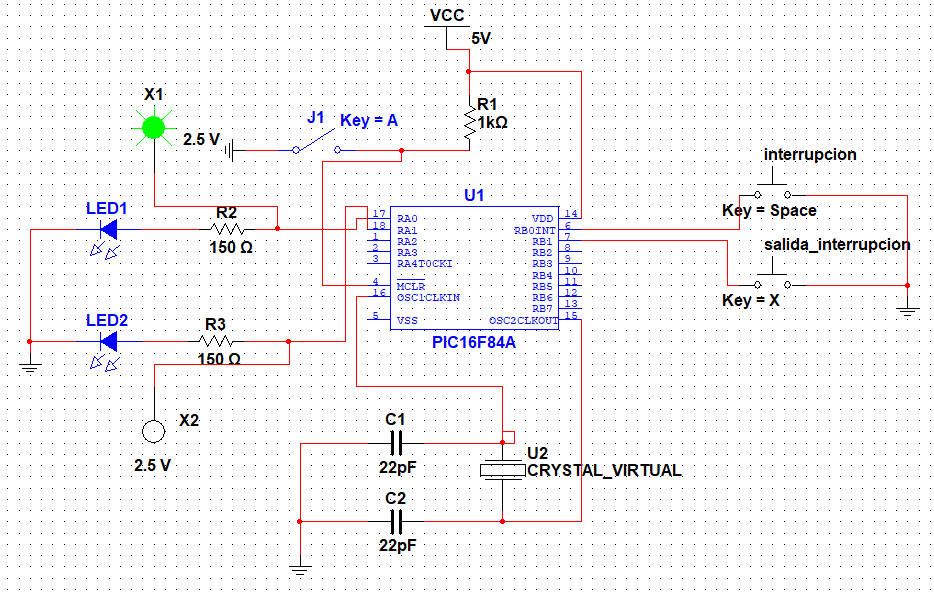 VCC
5V
X1
2.5 V
J1
Key = A
R1
1kΩ
interrupcion
Key = Space
salida_interrupcion
Key = X
LED1
R2
150 Ω
LED2
R3
150 Ω
X2
2.5 V
U1
17 RA0 VDD 14
18 RA1 RB0INT 6
1 RA2 RB1 7
2 RA3 RB2 8
3 RA4T0CKI RB3 9
RB4 10
4 MCLR RB5 11
16 OSC1CLKIN RB6 12
RB7 13
5 VSS OSC2CLKOUT 15
PIC16F84A
C1
22pF
U2
CRYSTAL_VIRTUAL
C2
22pF